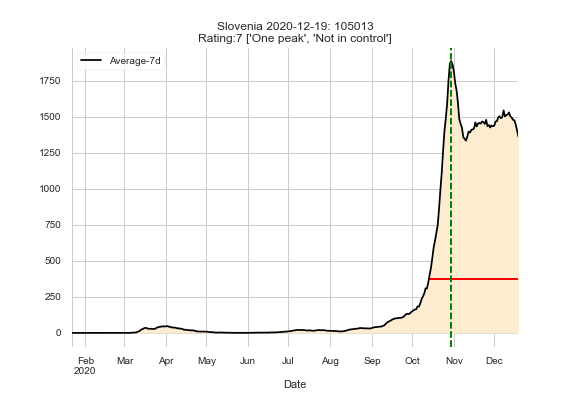 Slovenia 2020-12-19: 105013
Rating:7 ['One peak', 'Not in control']
Average-7d
1750
1500
1250
1000
750
500
250
0
Feb Mar Apr May Jun Jul Aug Sep Oct Nov Dec
2020
Date